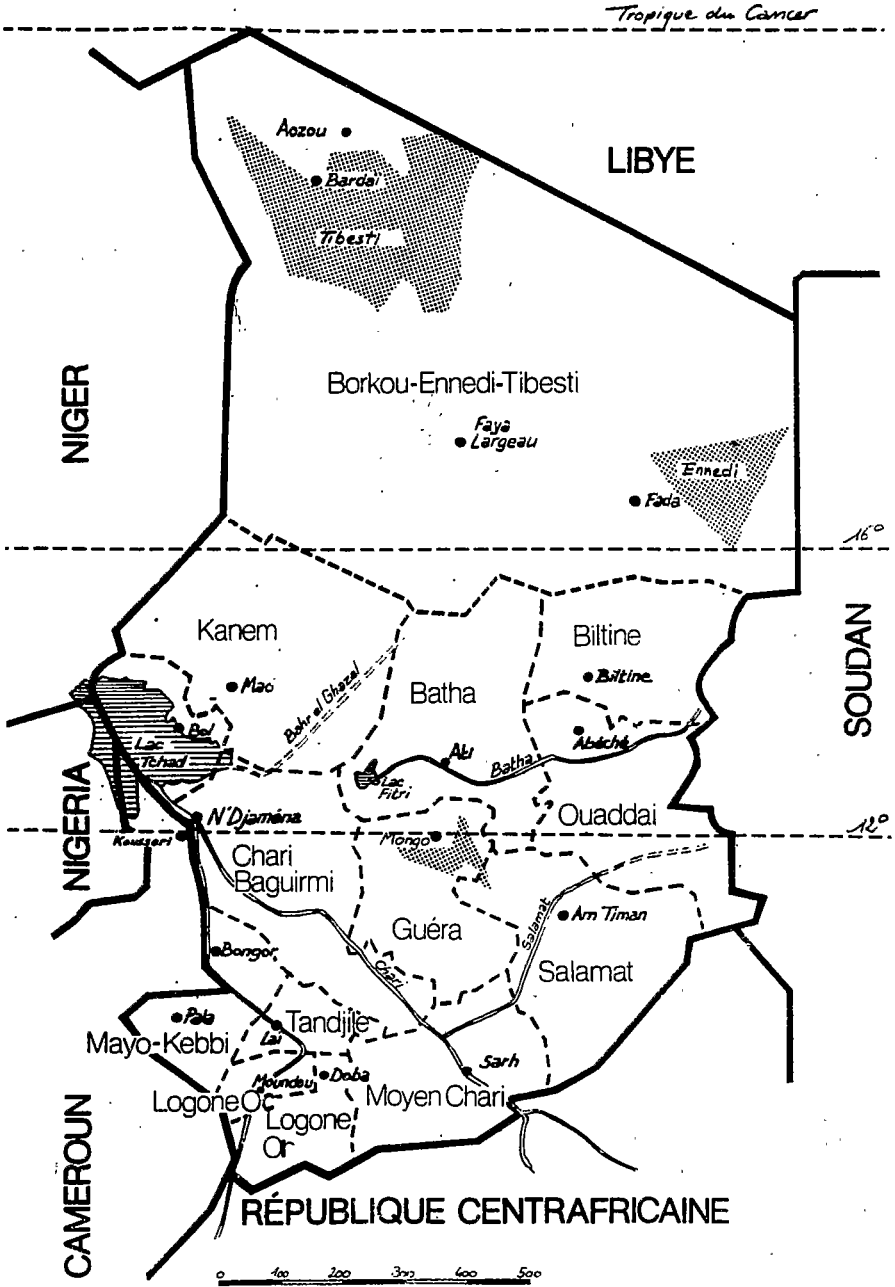 Tropique du Cancer
LIBYE
Aozou
Bardaï
Tibesti
NIGER
Borkou-Ennedi-Tibesti
Faya
Largeau
Ennedi
Fada
16°
SOUDAN
Kanem
Biltine
Bahr el Ghazel
Mao
Batha
Biltine
Bol
Abéché
Lac
Tchad
Ati
Batha
Lac
Fitri
NIGERIA
Ouaddai
N'Djaména
12°
Kousseri
Mongo
Chari
Baguirmi
Am Timan
Salamat
Guéra
Bongor
Chari
Salamat
Pala
Tandjile
Mayo-Kebbi
Lai
Sarh
Moundou
Doba
Logone Oc
Moyen Chari
Logone
Or
CAMEROUN
RÉPUBLIQUE CENTRAFRICAINE
0 100 200 300 400 500